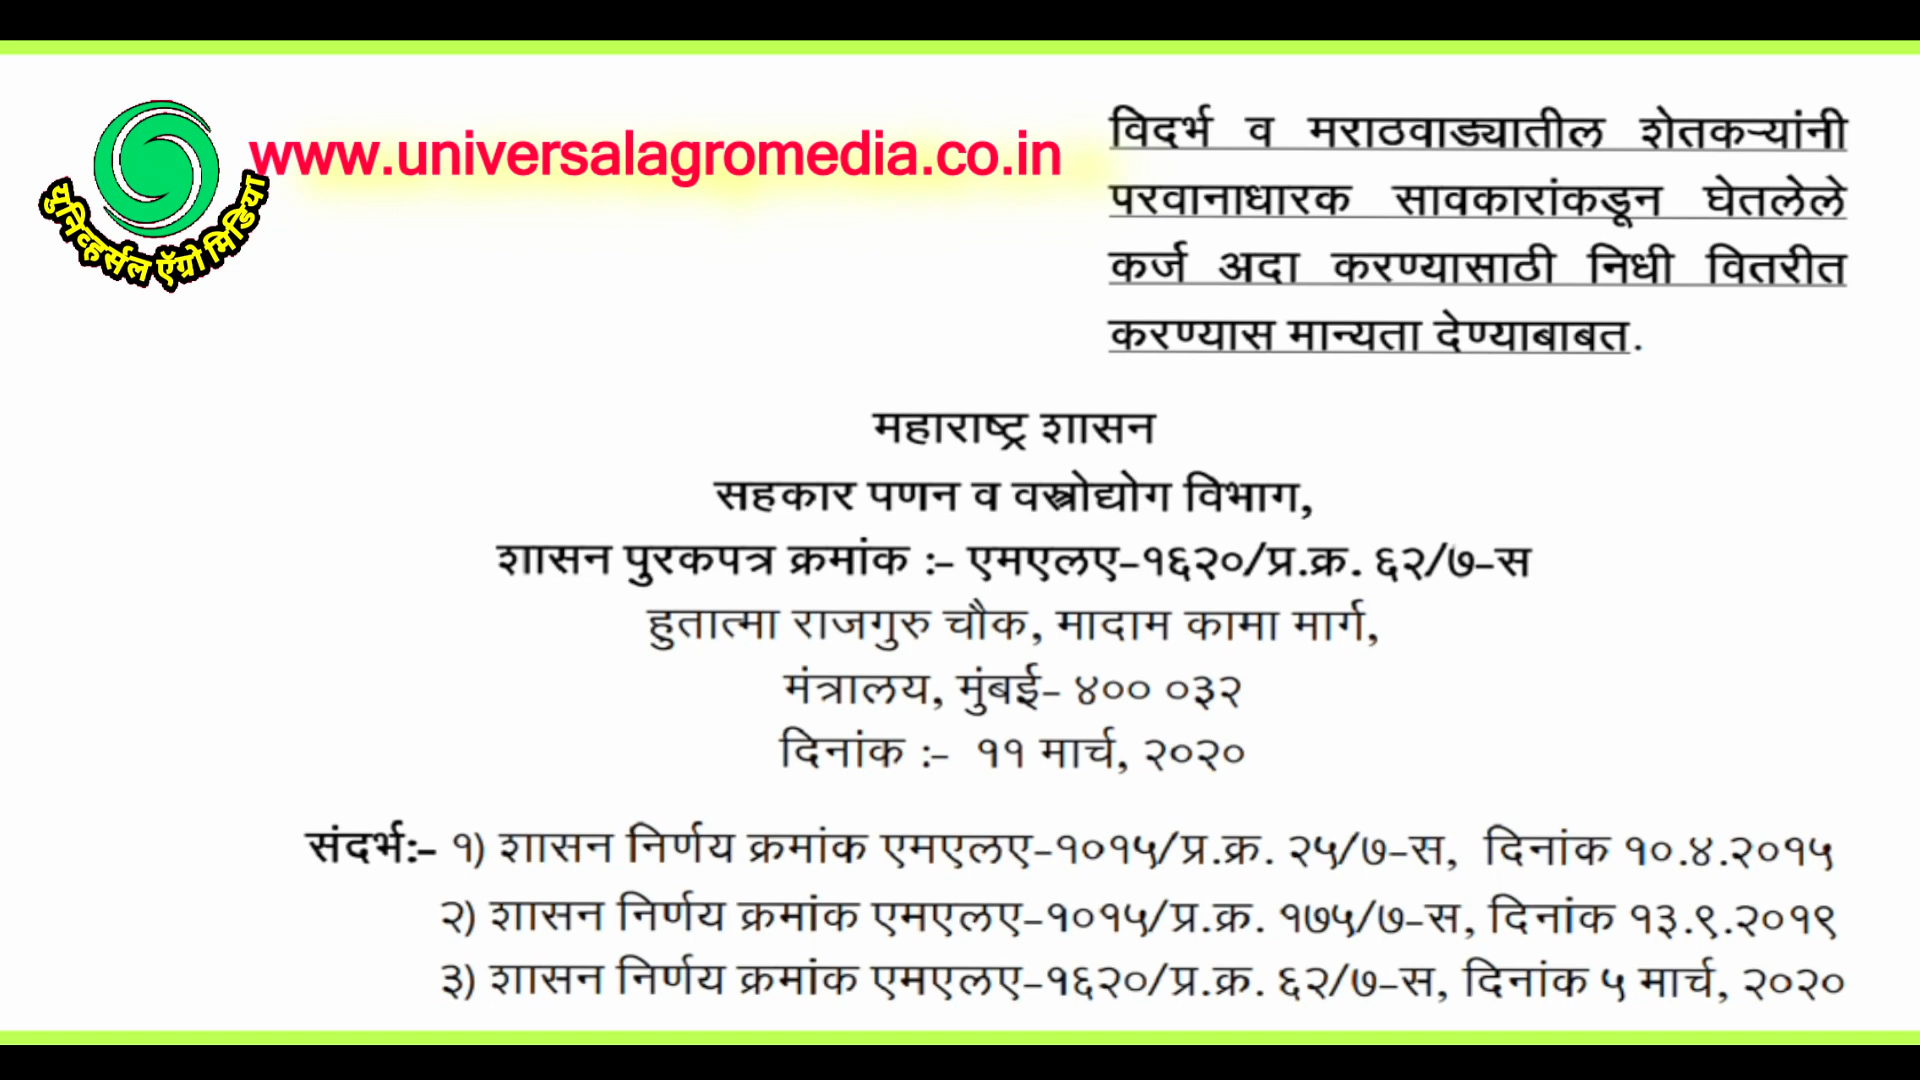 www.universalagromedia.co.in
युनिव्हर्सल ऍग्रो मिडिया
विदर्भ व मराठवाड्यातील शेतकऱ्यांनी
परवानाधारक सावकारांकडून घेतलेले
कर्ज अदा करण्यासाठी निधी वितरीत
करण्यास मान्यता देण्याबाबत.
महाराष्ट्र शासन
सहकार पणन व वस्त्रोद्योग विभाग,
शासन पुरकपत्र क्रमांक :- एमएलए-१६२०/प्र.क्र. ६२/७-स
हुतात्मा राजगुरु चौक, मादाम कामा मार्ग,
मंत्रालय, मुंबई- ४०० ०३२
दिनांक :- ११ मार्च, २०२०
संदर्भ:- १) शासन निर्णय क्रमांक एमएलए-१०१५/प्र.क्र. २५/७-स, दिनांक १०.४.२०१५
२) शासन निर्णय क्रमांक एमएलए-१०१५/प्र.क्र. १७५/७-स, दिनांक १३.९.२०१९
३) शासन निर्णय क्रमांक एमएलए-१६२०/प्र.क्र. ६२/७-स, दिनांक ५ मार्च, २०२०